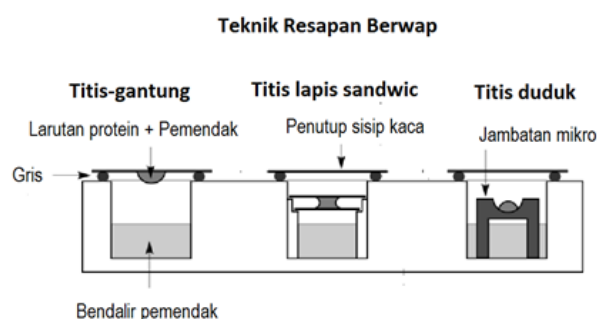 Teknik Resapan Berwap
Titis-gantung
Titis lapis sandwic
Titis duduk
Larutan protein + Pemendak
Penutup sisip kaca
Jambatan mikro
Gris
Bendalir pemendak